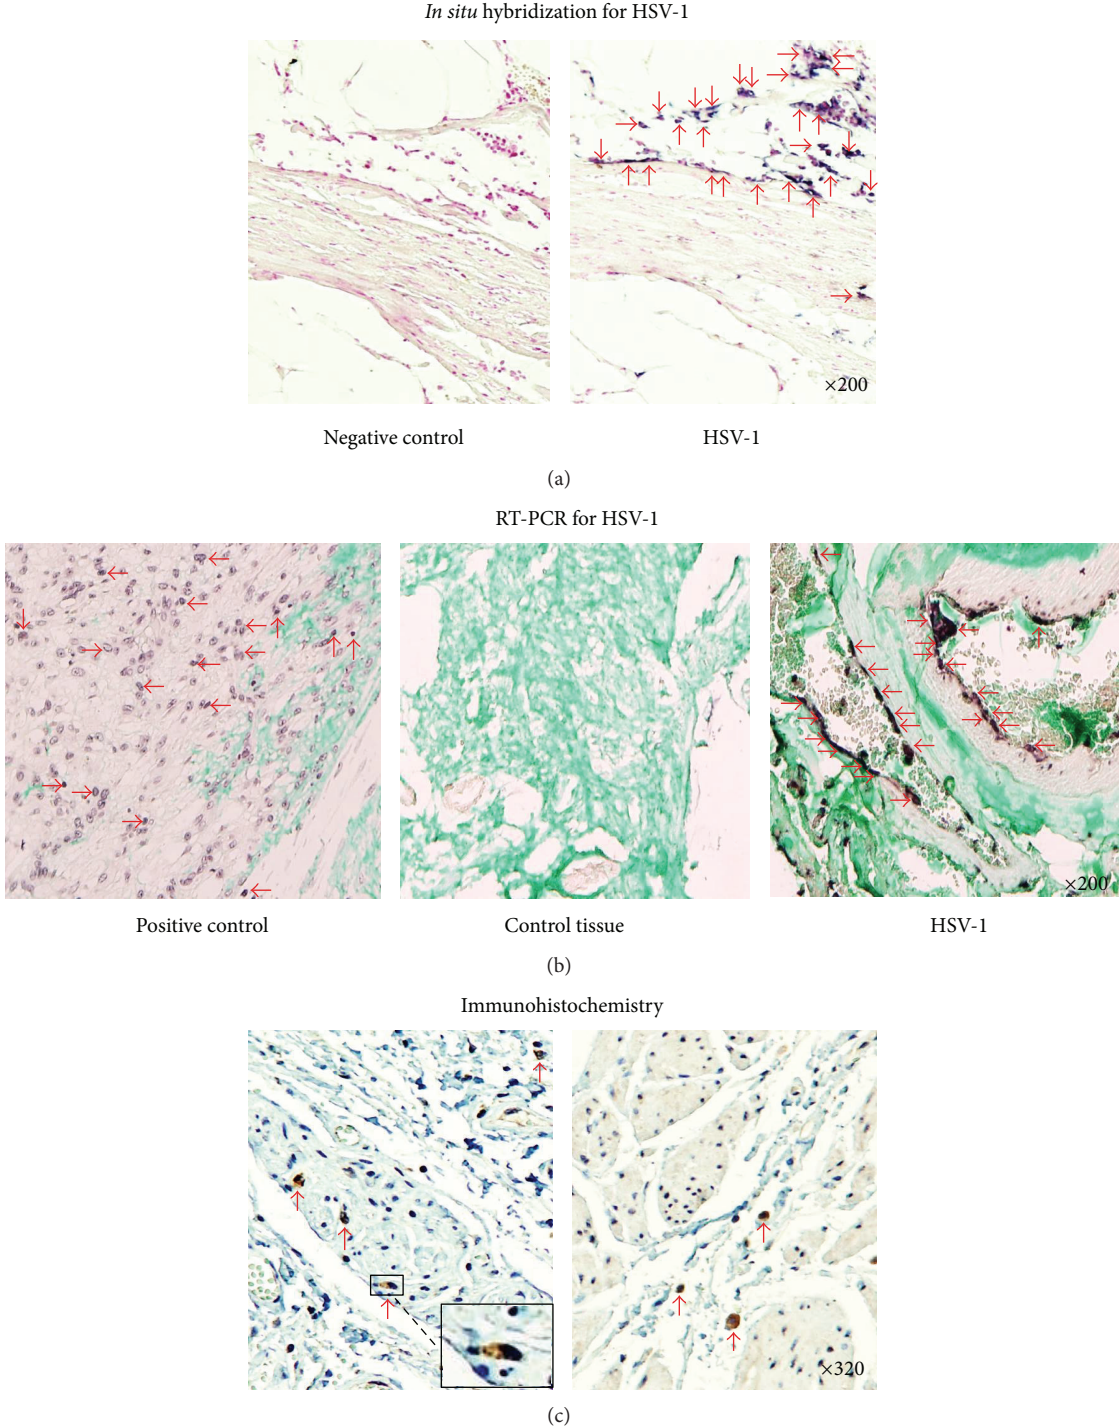 In situ hybridization for HSV-1
×200
Negative control
HSV-1
(a)
RT-PCR for HSV-1
×200
Positive control
Control tissue
HSV-1
(b)
Immunohistochemistry
×320
(c)